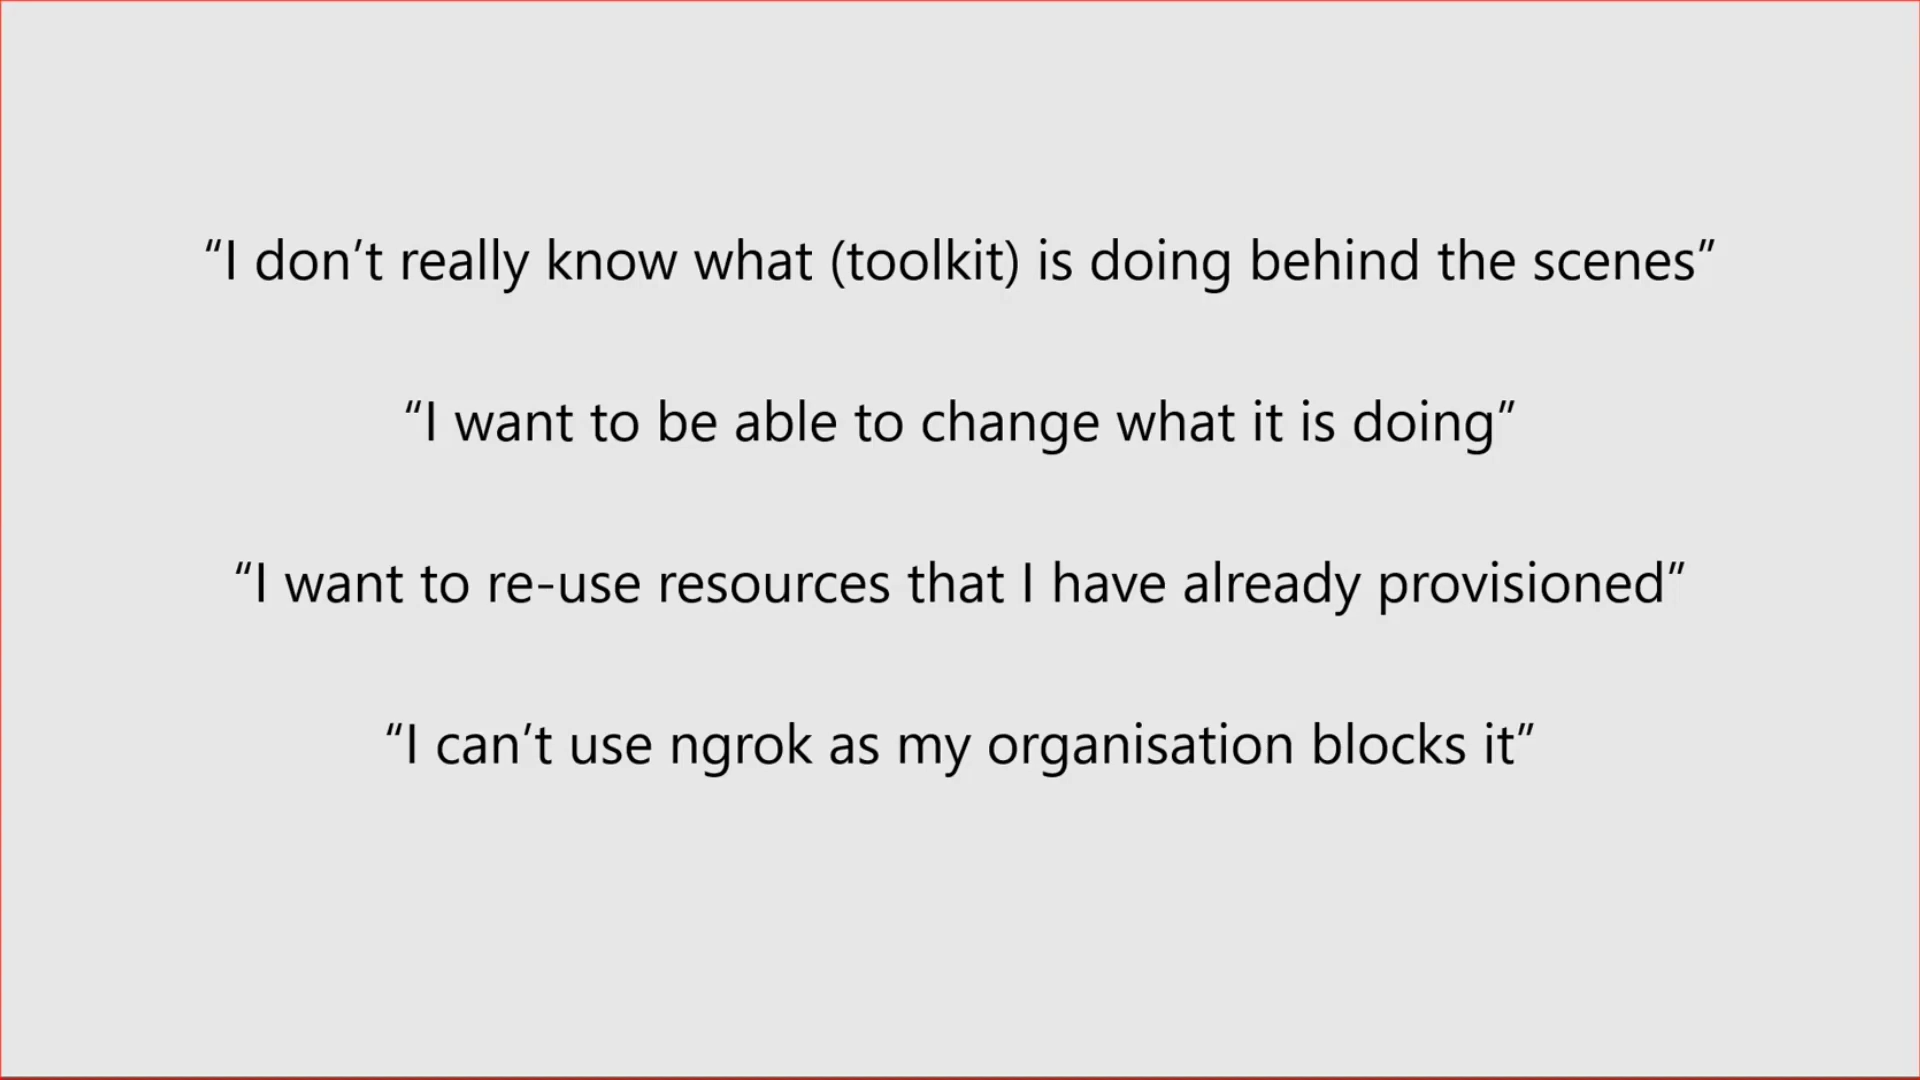 “I don’t really know what (toolkit) is doing behind the scenes”
“I want to be able to change what it is doing”
“I want to re-use resources that I have already provisioned”
“I can’t use ngrok as my organisation blocks it”